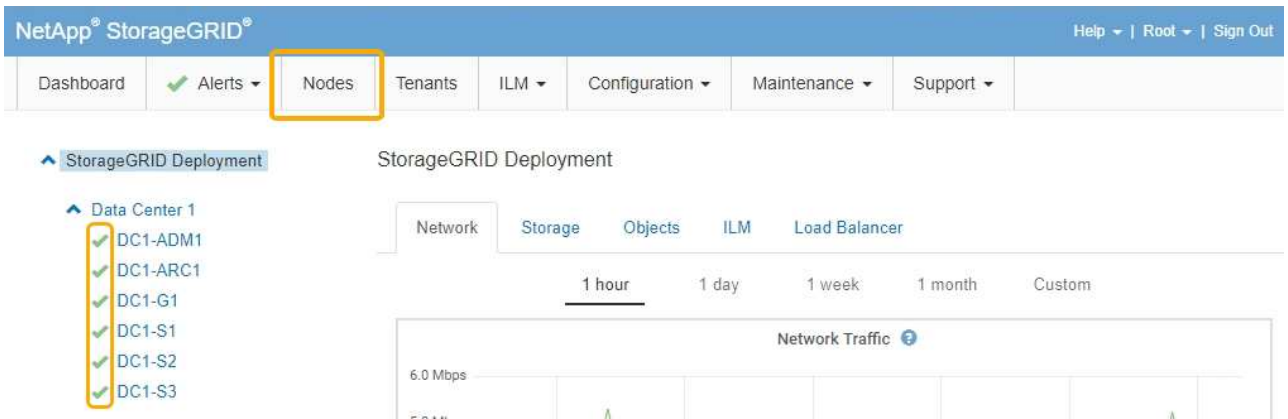 NetApp® StorageGRID®
Help | Root | Sign Out
Dashboard Alerts Nodes Tenants ILM Configuration Maintenance Support
StorageGRID Deployment
StorageGRID Deployment
Data Center 1
DC1-ADM1
DC1-ARC1
DC1-G1
DC1-S1
DC1-S2
DC1-S3
Network Storage Objects ILM Load Balancer
1 hour 1 day 1 week 1 month Custom
Network Traffic ?
6.0 Mbps